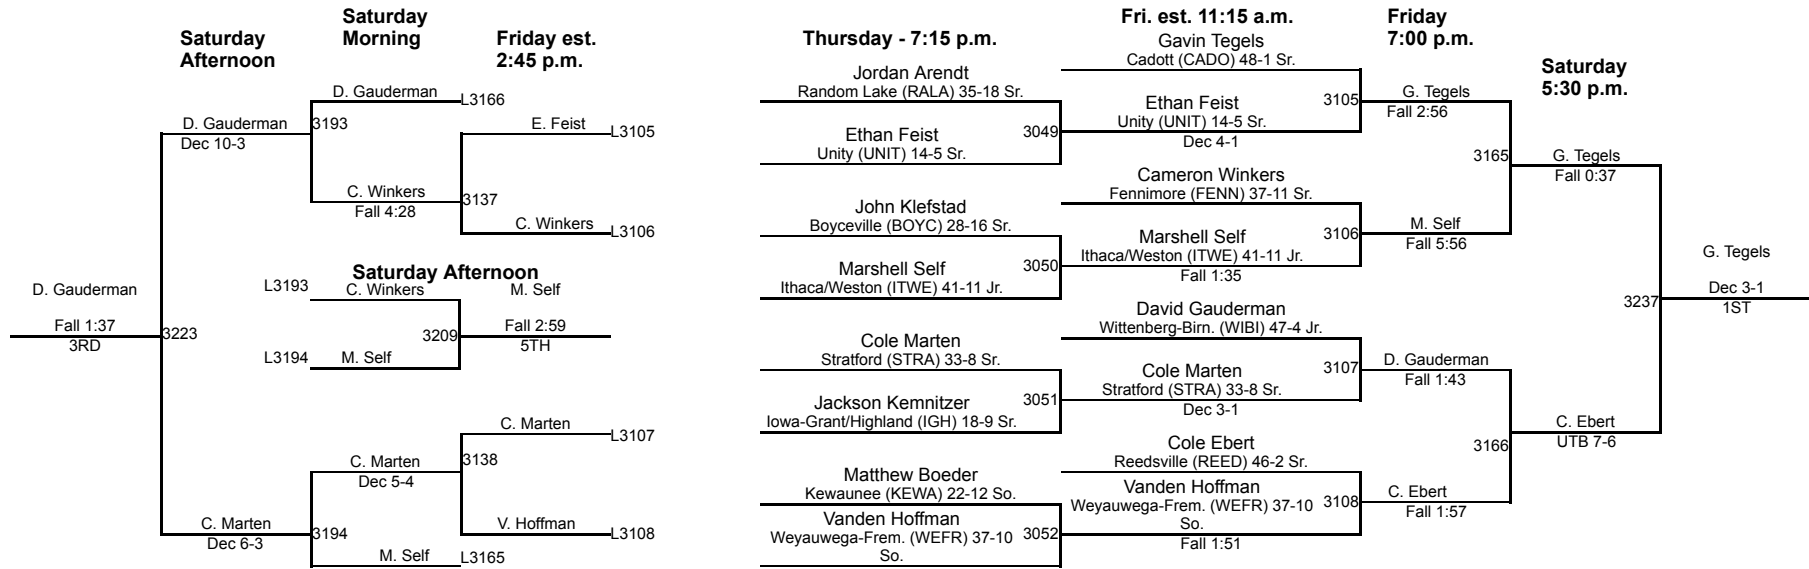 Saturday
Afternoon
Saturday
Morning
Friday est.
2:45 p.m.
D. Gauderman
L3166
D. Gauderman
3193
Dec 10-3
E. Feist
L3105
C. Winkers
3137
Fall 4:28
C. Winkers
L3106
Saturday Afternoon
L3193
C. Winkers
M. Self
D. Gauderman
Fall 1:37
3RD
3223
3209
Fall 2:59
5TH
L3194
M. Self
C. Marten
L3107
C. Marten
3138
Dec 5-4
C. Marten
3194
Dec 6-3
V. Hoffman
L3108
M. Self
L3165
Thursday - 7:15 p.m.
Fri. est. 11:15 a.m.
Friday
7:00 p.m.
Saturday
5:30 p.m.
Jordan Arendt
Random Lake (RALA) 35-18 Sr.
Ethan Feist
Unity (UNIT) 14-5 Sr.
3049
John Klefstad
Boyceville (BOYC) 28-16 Sr.
Marshell Self
Ithaca/Weston (ITWE) 41-11 Jr.
3050
Cole Marten
Stratford (STRA) 33-8 Sr.
Jackson Kemnitzer
Iowa-Grant/Highland (IGH) 18-9 Sr.
3051
Matthew Boeder
Kewaunee (KEWA) 22-12 So.
Vanden Hoffman
Weyauwega-Frem. (WEFR) 37-10
So.
3052
Gavin Tegels
Cadott (CADO) 48-1 Sr.
Ethan Feist
Unity (UNIT) 14-5 Sr.
Dec 4-1
3105
Cameron Winkers
Fennimore (FENN) 37-11 Sr.
Marshell Self
Ithaca/Weston (ITWE) 41-11 Jr.
Fall 1:35
3106
David Gauderman
Wittenberg-Birn. (WIBI) 47-4 Jr.
Cole Marten
Stratford (STRA) 33-8 Sr.
Dec 3-1
3107
Cole Ebert
Reedsville (REED) 46-2 Sr.
Vanden Hoffman
Weyauwega-Frem. (WEFR) 37-10
So.
Fall 1:51
3108
G. Tegels
Fall 2:56
3165
M. Self
Fall 5:56
D. Gauderman
Fall 1:43
3166
C. Ebert
Fall 1:57
G. Tegels
Fall 0:37
3237
C. Ebert
UTB 7-6
G. Tegels
Dec 3-1
1ST